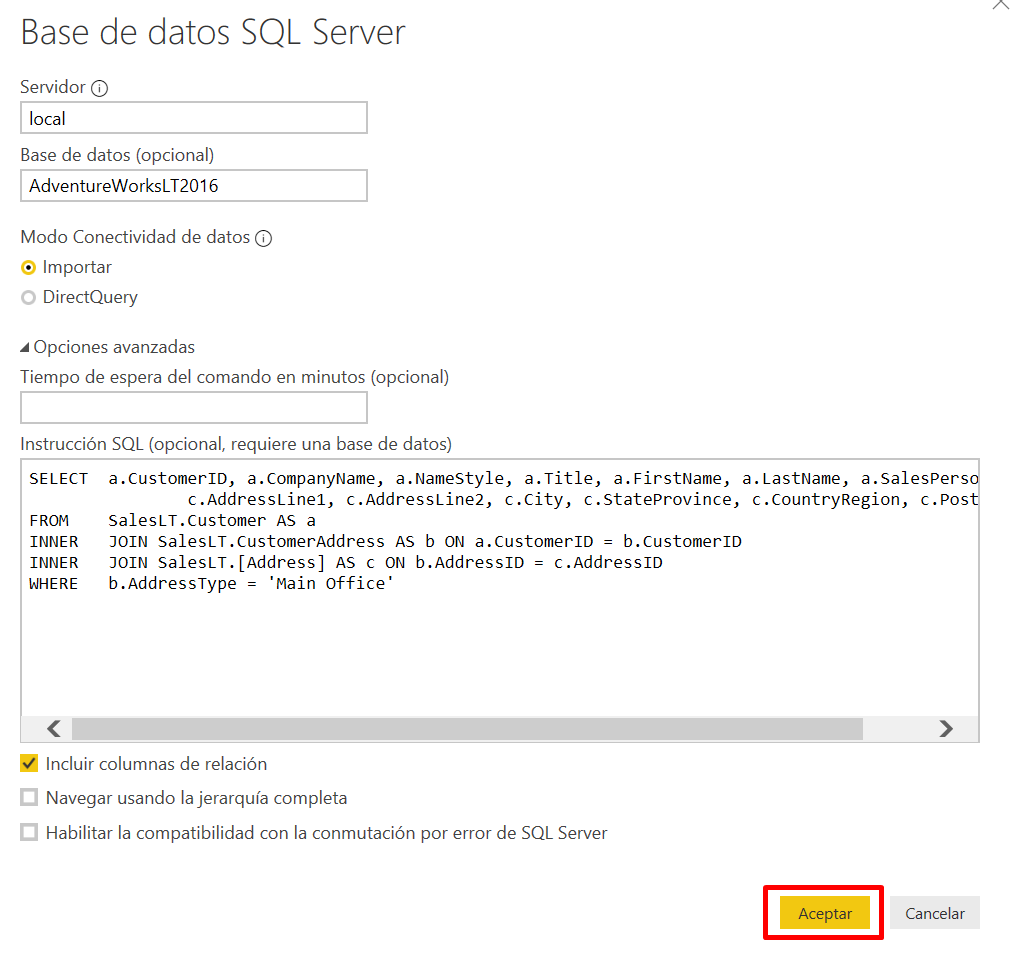 Base de datos SQL Server
Servidor
local
Base de datos (opcional)
AdventureWorksLT2016
Modo Conectividad de datos
Importar
DirectQuery
Opciones avanzadas
Tiempo de espera del comando en minutos (opcional)
Instrucción SQL (opcional, requiere una base de datos)
SELECT a.CustomerID, a.CompanyName, a.NameStyle, a.Title, a.FirstName, a.LastName, a.SalesPerso
c.AddressLine1, c.AddressLine2, c.City, c.StateProvince, c.CountryRegion, c.Post
FROM SalesLT.Customer AS a
INNER JOIN SalesLT.CustomerAddress AS b ON a.CustomerID = b.CustomerID
INNER JOIN SalesLT.[Address] AS c ON b.AddressID = c.AddressID
WHERE b.AddressType = 'Main Office'
Incluir columnas de relación
Navegar usando la jerarquía completa
Habilitar la compatibilidad con la conmutación por error de SQL Server
Aceptar Cancelar